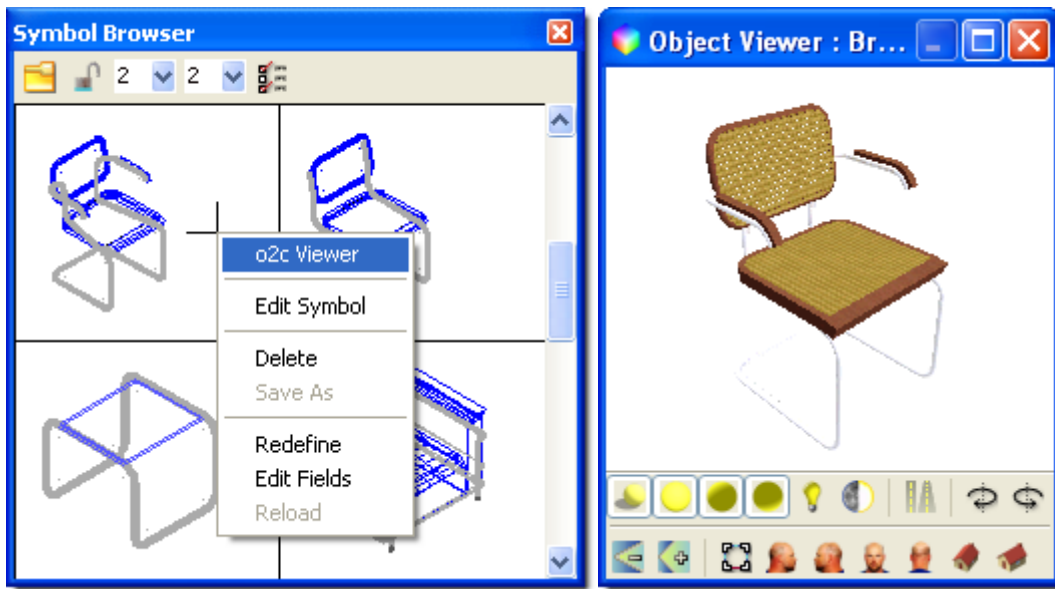 Symbol Browser
2 2
o2c Viewer
Edit Symbol
Delete
Save As
Redefine
Edit Fields
Reload
Object Viewer : Br...